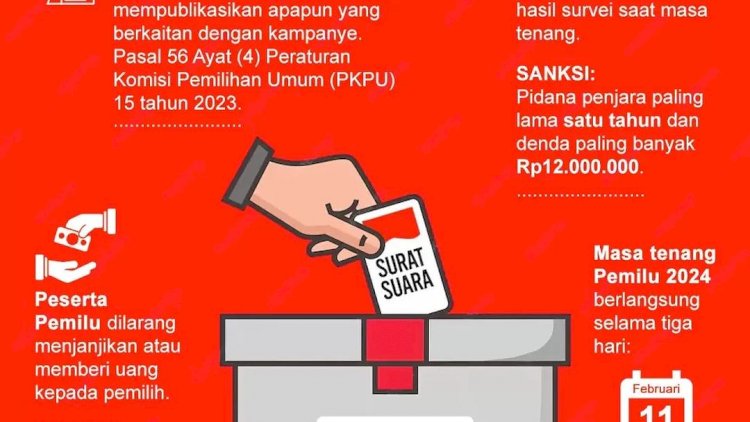 mempublikasikan apapun yang
berkaitan dengan kampanye.
Pasal 56 Ayat (4) Peraturan
Komisi Pemilihan Umum (PKPU)
15 tahun 2023.
hasil survei saat masa
tenang.
SANKSI:
Pidana penjara paling
lama satu tahun dan
denda paling banyak
Rp12.000.000.
SURAT
SUARA
Peserta
Pemilu dilarang
menjanjikan atau
memberi uang
kepada pemilih.
Masa tenang
Pemilu 2024
berlangsung
selama tiga
hari:
Februari
11